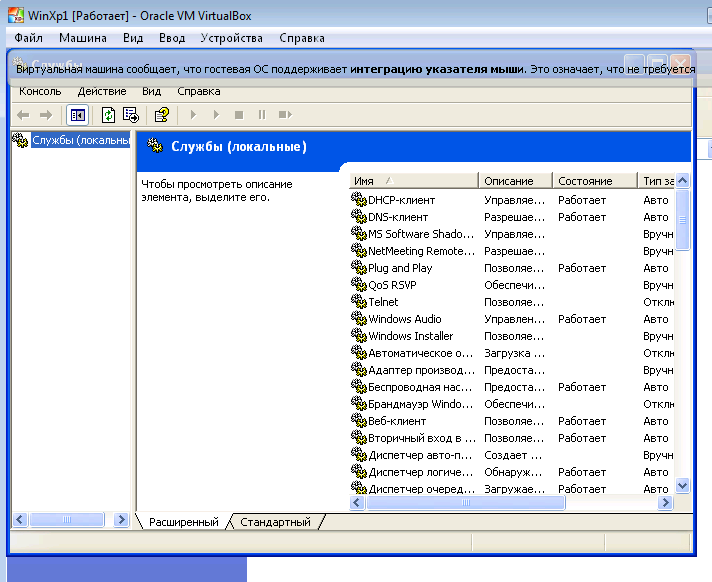 WinXp1 [Работает] - Oracle VM VirtualBox
Файл Машина Вид Ввод Устройства Справка
Службы
Виртуальная машина сообщает, что гостевая ОС поддерживает интеграцию указателя мыши. Это означает, что не требуется
Консоль Действие Вид Справка
Службы (локальны
Службы (локальные)
Чтобы просмотреть описание
элемента, выделите его.
Имя Описание Состояние Тип за
DHCP-клиент Управляе... Работает Авто
DNS-клиент Разрешае... Работает Авто
MS Software Shado... Управляе... Вручн
NetMeeting Remote... Разрешае... Вручн
Plug and Play Позволяе... Работает Авто
QoS RSVP Обеспечи... Вручн
Telnet Позволяе... Отклю
Windows Audio Управлен... Работает Авто
Windows Installer Позволяе... Вручн
Автоматическое о... Загрузка ... Отклю
Адаптер производ... Предоста... Вручн
Беспроводная нас... Предоста... Работает Авто
Брандмауэр Windo... Обеспечи... Отклю
Веб-клиент Позволяе... Работает Авто
Вторичный вход в ... Позволяе... Работает Авто
Диспетчер авто-п... Создает ... Вручн
Диспетчер логиче... Обнаруж... Работает Авто
Диспетчер очеред... Загружае... Работает Авто
Расширенный Стандартный